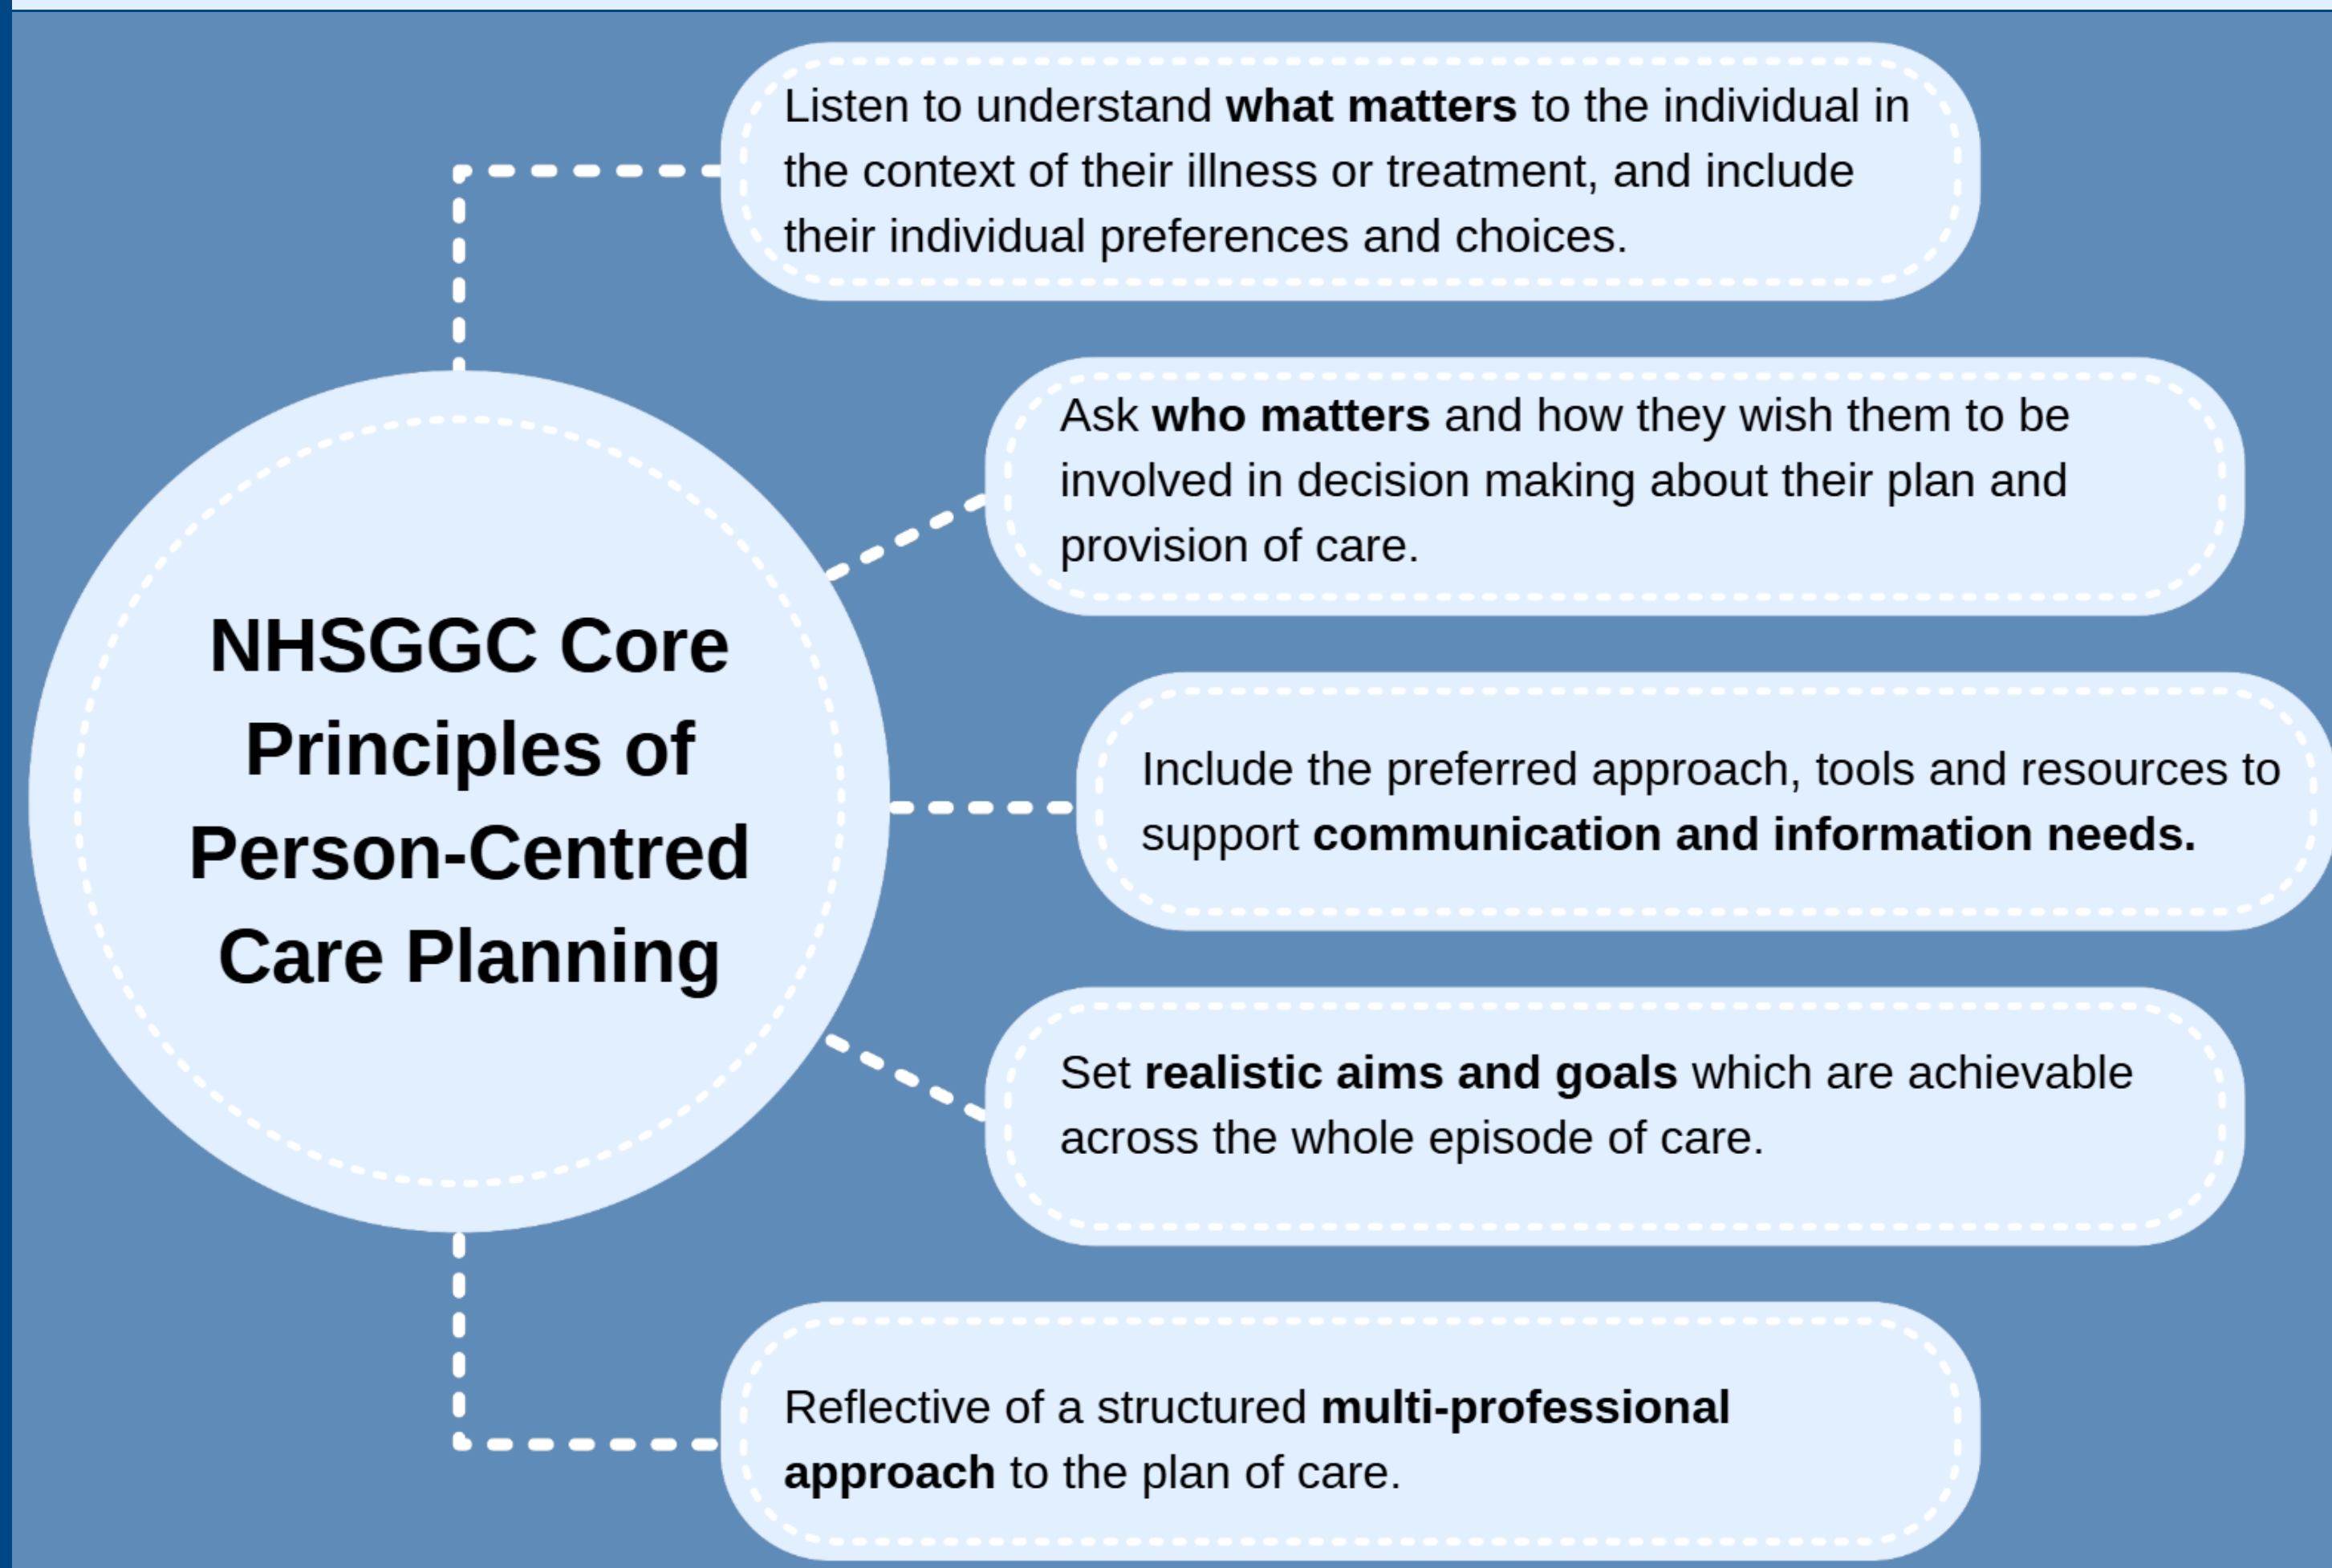 NHSGGC Core
Principles of
Person-Centred
Care Planning
Listen to understand what matters to the individual in
the context of their illness or treatment, and include
their individual preferences and choices.
Ask who matters and how they wish them to be
involved in decision making about their plan and
provision of care.
Include the preferred approach, tools and resources to
support communication and information needs.
Set realistic aims and goals which are achievable
across the whole episode of care.
Reflective of a structured multi-professional
approach to the plan of care.